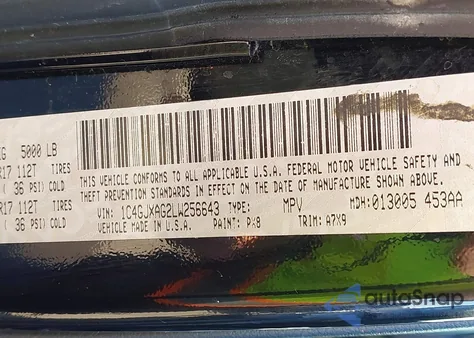 KG 5000 LB
R17 112T TIRES
( 36 PSI) COLD
R17 112T TIRES
( 36 PSI) COLD
THIS VEHICLE CONFORMS TO ALL APPLICABLE U.S.A. FEDERAL MOTOR VEHICLE SAFETY AND
THEFT PREVENTION STANDARDS IN EFFECT ON THE DATE OF MANUFACTURE SHOWN ABOVE.
VIN: 1C4GJXAG2LW256643 TYPE: MPV MDH: 013005 453AA
VEHICLE MADE IN U.S.A. PAINT: PX8 TRIM: A7X9
autoSnap